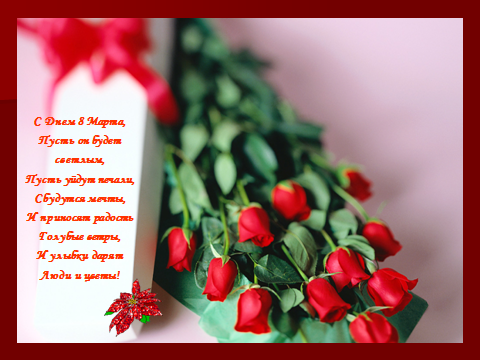 С Днем 8 Марта,
Пусть он будет
светлым,
Пусть уйдут печали,
Сбудутся мечты,
И приносят радость
Голубые ветры,
И улыбки дарят
Люди и цветы!